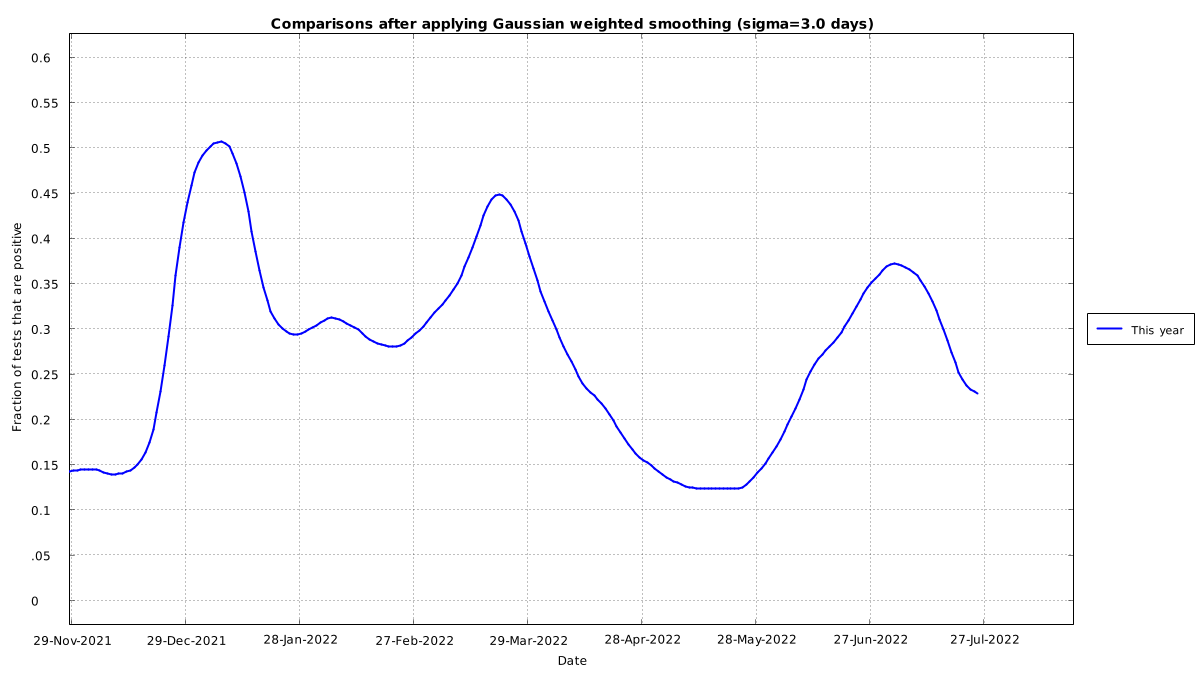 Comparisons after applying Gaussian weighted smoothing (sigma=3.0 days)
0.6
0.55
0.5
0.45
0.4
0.35
0.3
0.25
0.2
0.15
0.1
.05
0
Fraction of tests that are positive
29-Nov-2021 29-Dec-2021 28-Jan-2022 27-Feb-2022 29-Mar-2022 28-Apr-2022 28-May-2022 27-Jun-2022 27-Jul-2022
Date
This year